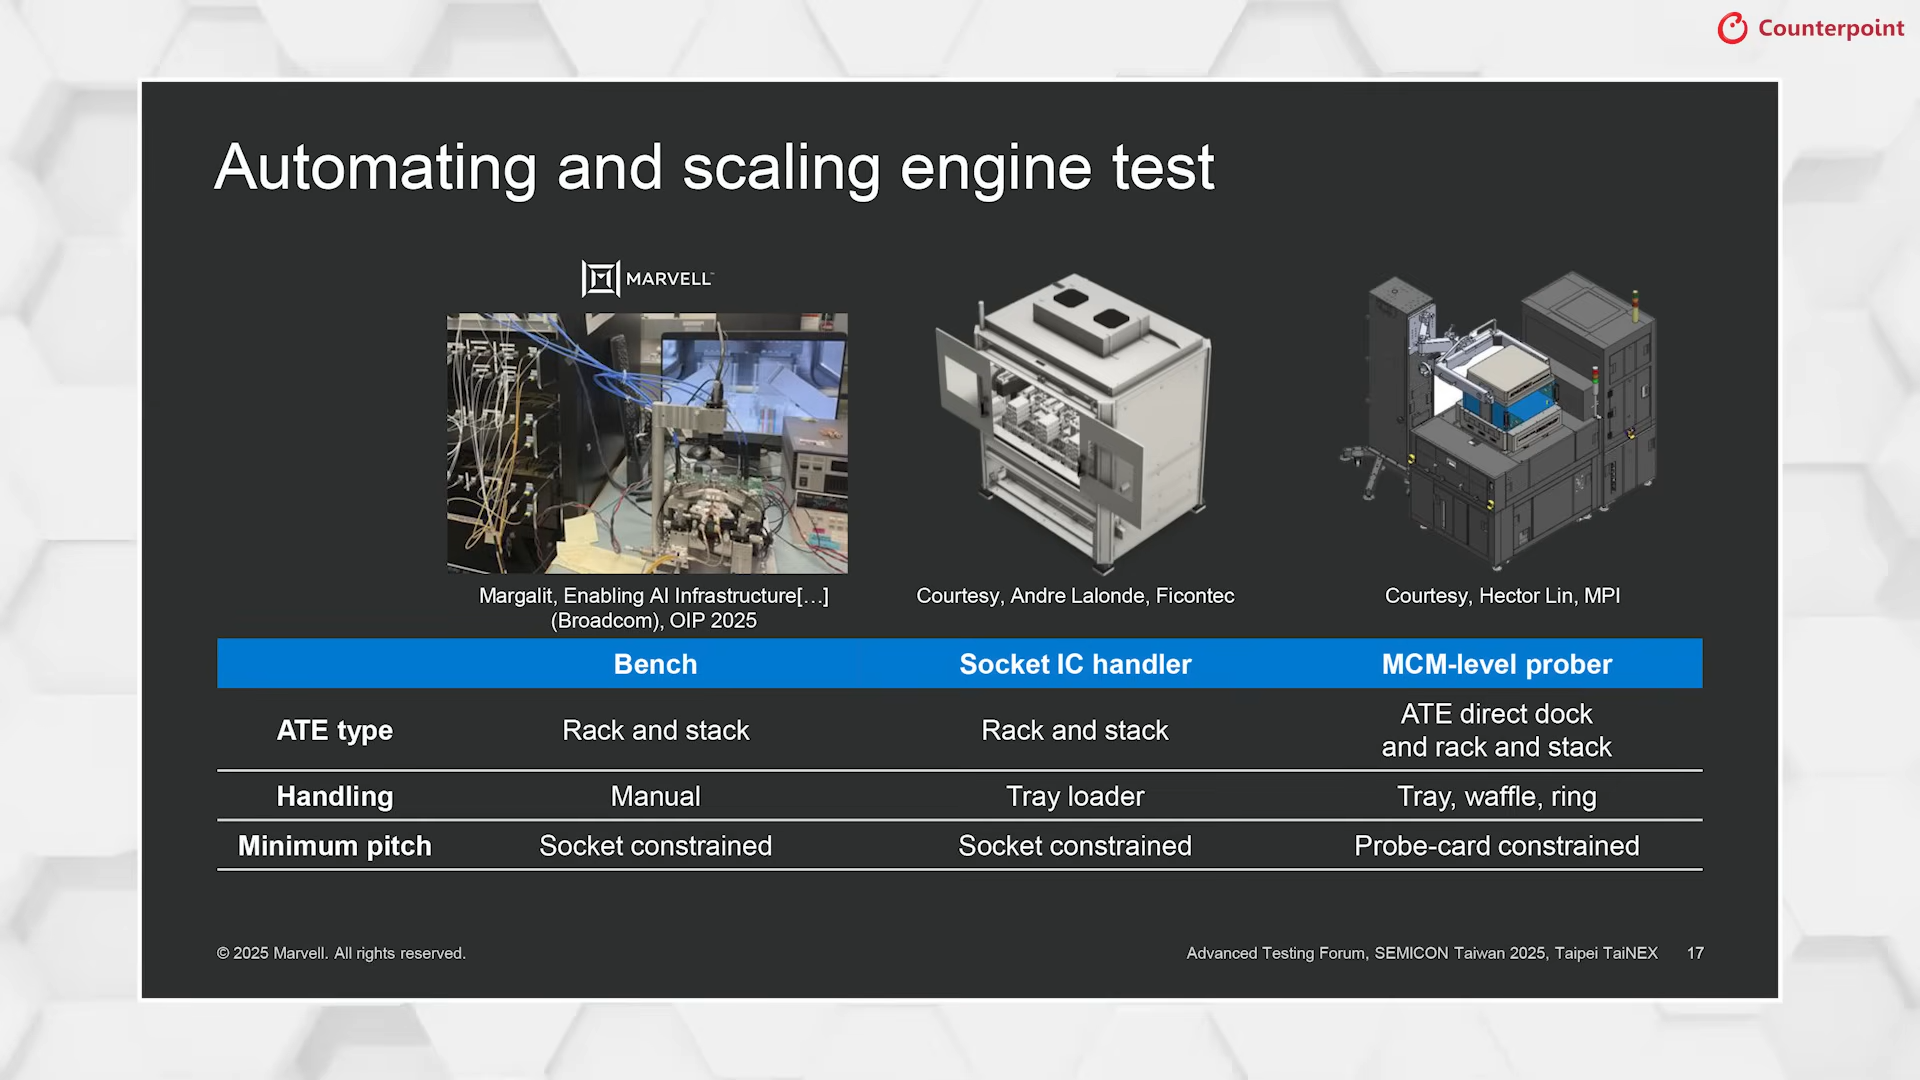 Counterpoint
Automating and scaling engine test
MARVELL™
Margalit, Enabling AI Infrastructure[…]
(Broadcom), OIP 2025
Courtesy, Andre Lalonde, Ficontec
Courtesy, Hector Lin, MPI
Bench Socket IC handler MCM-level prober
ATE type Rack and stack Rack and stack ATE direct dock
and rack and stack
Handling Manual Tray loader Tray, waffle, ring
Minimum pitch Socket constrained Socket constrained Probe-card constrained
© 2025 Marvell. All rights reserved.
Advanced Testing Forum, SEMICON Taiwan 2025, Taipei TaiNEX 17